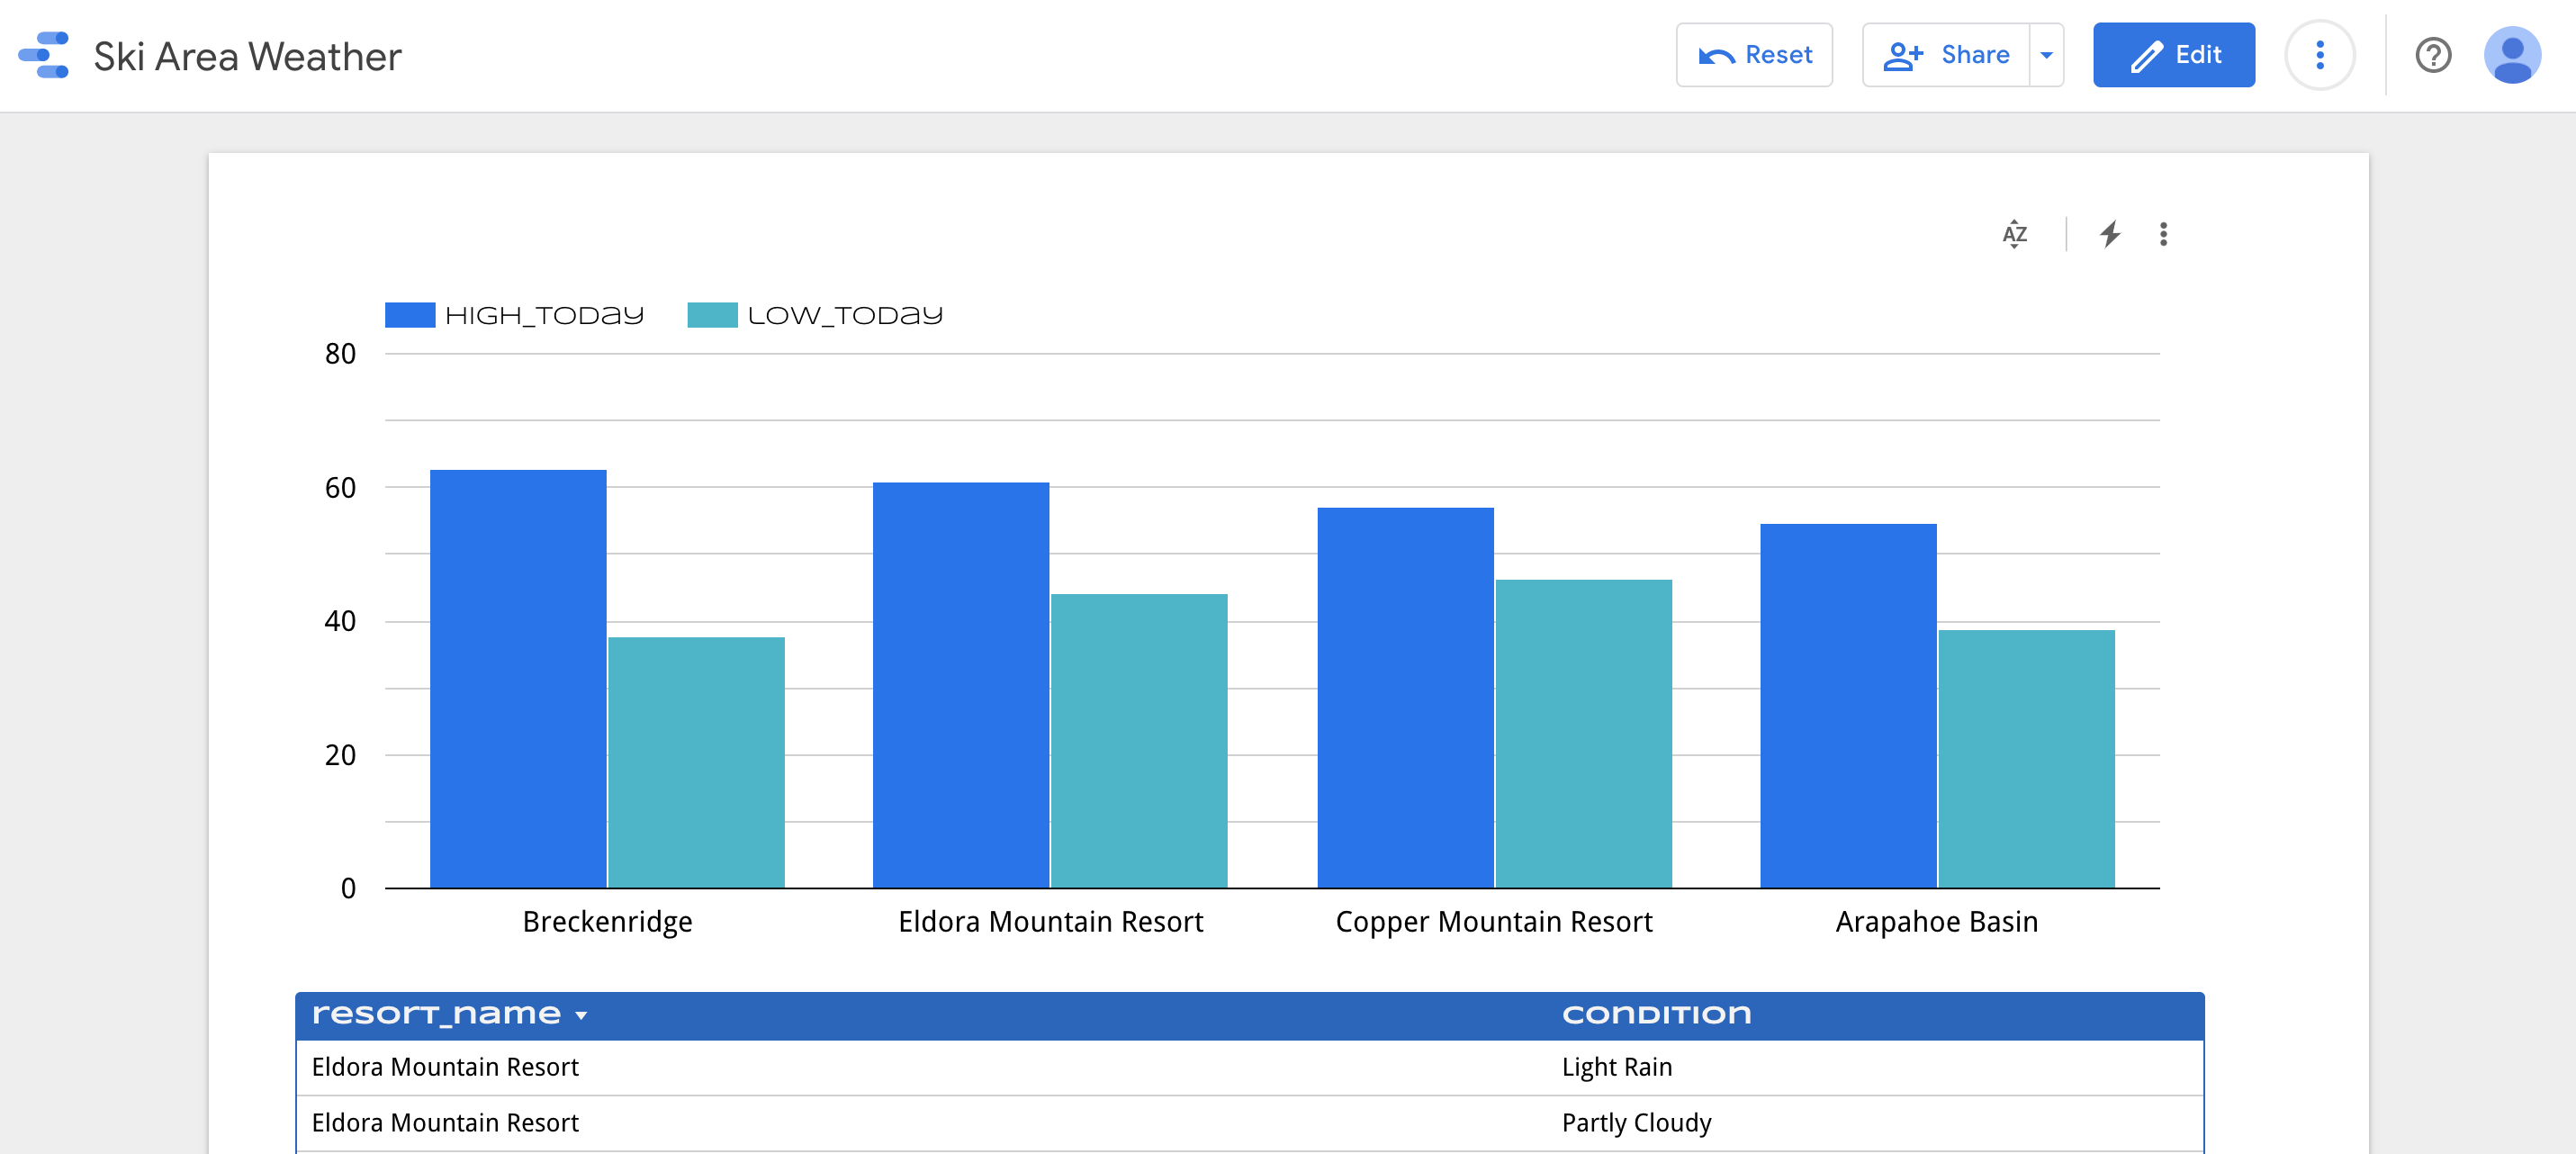 Ski Area Weather
Reset
Share
Edit
AZ
HIGH_TODAY
LOW_TODAY
80
60
40
20
0
Breckenridge
Eldora Mountain Resort
Copper Mountain Resort
Arapahoe Basin
resort_name
condition
Eldora Mountain Resort
Light Rain
Eldora Mountain Resort
Partly Cloudy